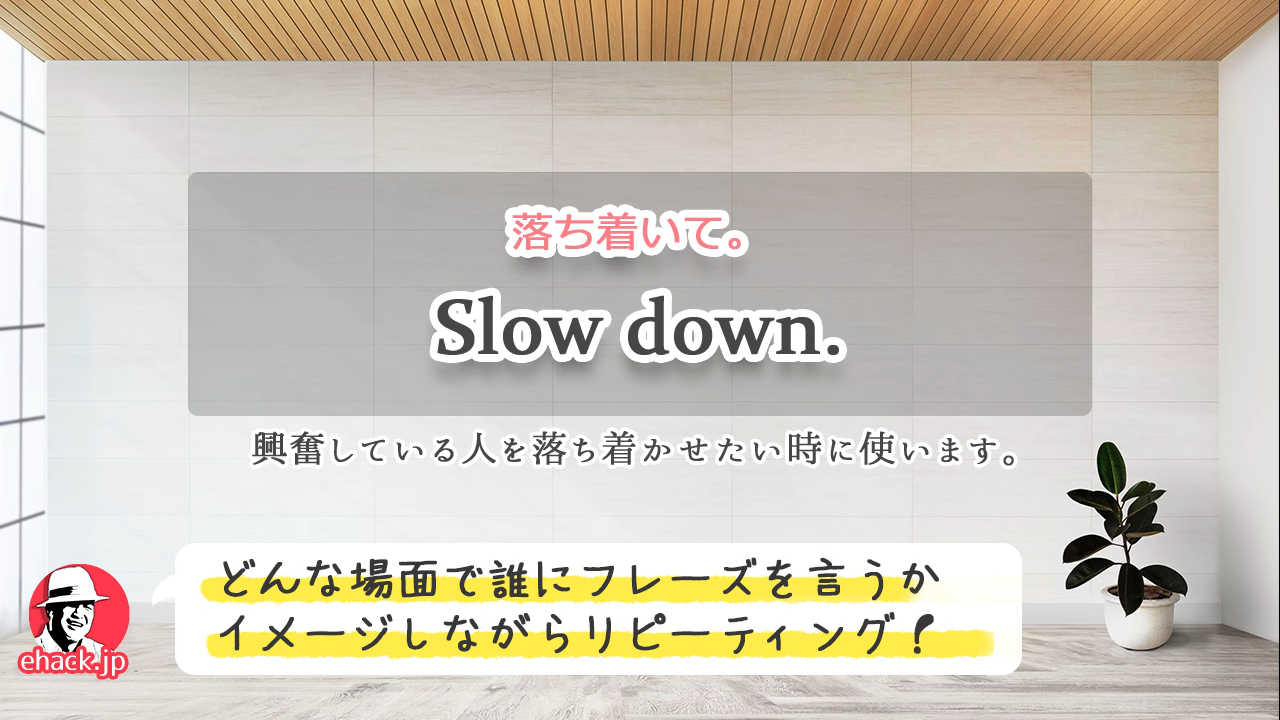 落ち着いて。
Slow down.
興奮している人を落ち着かせたい時に使います。
どんな場面で誰にフレーズを言うか
イメージしながらリピーティング！
ehack.jp